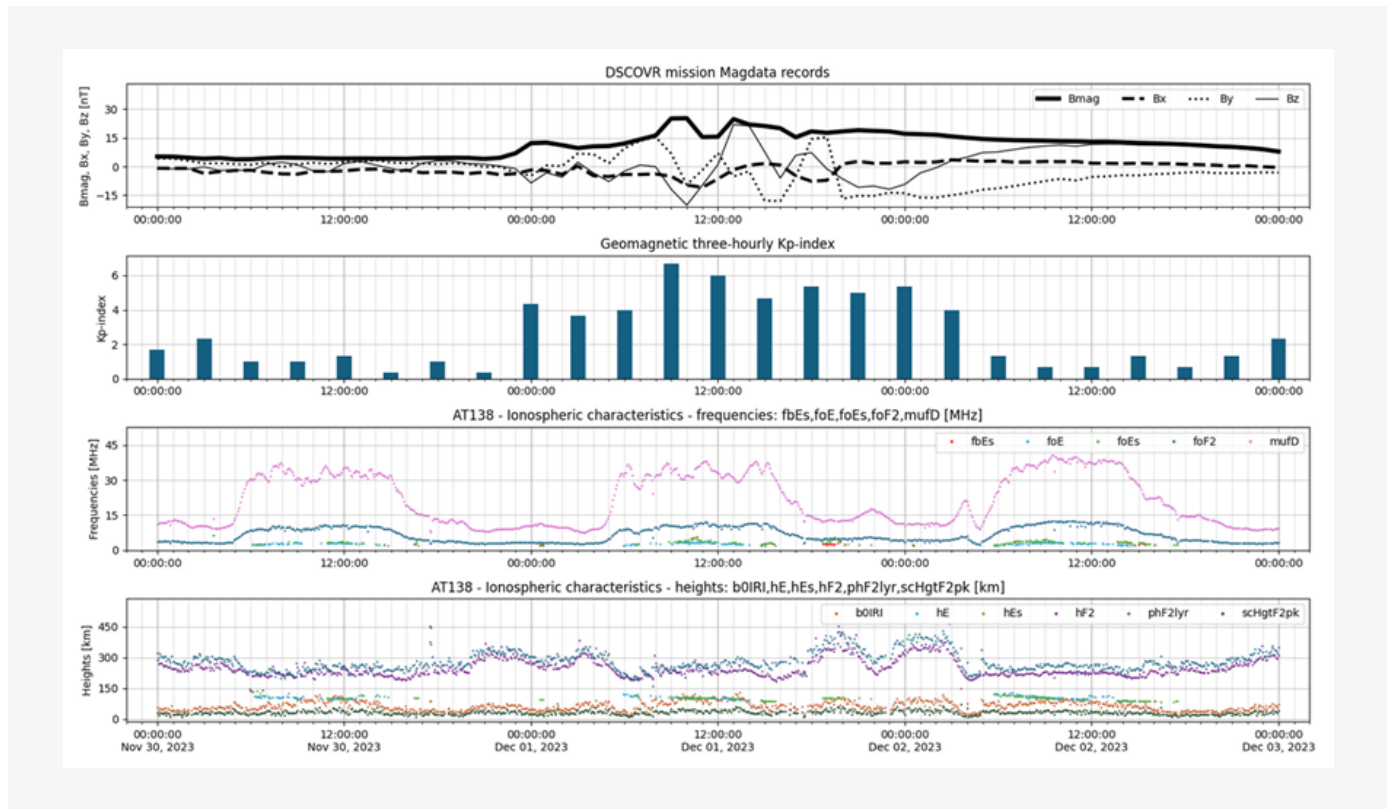 DSCOVR mission Magdata records
Bmag, Bx, By, Bz [nT]
30
15
0
−15
Bmag Bx By Bz
00:00:00 12:00:00 00:00:00 12:00:00 00:00:00 12:00:00 00:00:00
Geomagnetic three-hourly Kp-index
Kp-index
6
4
2
0
00:00:00 12:00:00 00:00:00 12:00:00 00:00:00 12:00:00 00:00:00
AT138 - Ionospheric characteristics - frequencies: fbEs,foE,foEs,foF2,mufD [MHz]
Frequencies [MHz]
45
30
15
0
fbEs foE foEs foF2 mufD
00:00:00 12:00:00 00:00:00 12:00:00 00:00:00 12:00:00 00:00:00
AT138 - Ionospheric characteristics - heights: b0IRI,hE,hEs,hF2,phF2lyr,scHgtF2pk [km]
Heights [km]
450
300
150
0
b0IRI hE hEs hF2 phF2lyr scHgtF2pk
00:00:00 12:00:00 00:00:00 12:00:00 00:00:00 12:00:00 00:00:00
Nov 30, 2023 Nov 30, 2023 Dec 01, 2023 Dec 01, 2023 Dec 02, 2023 Dec 02, 2023 Dec 03, 2023